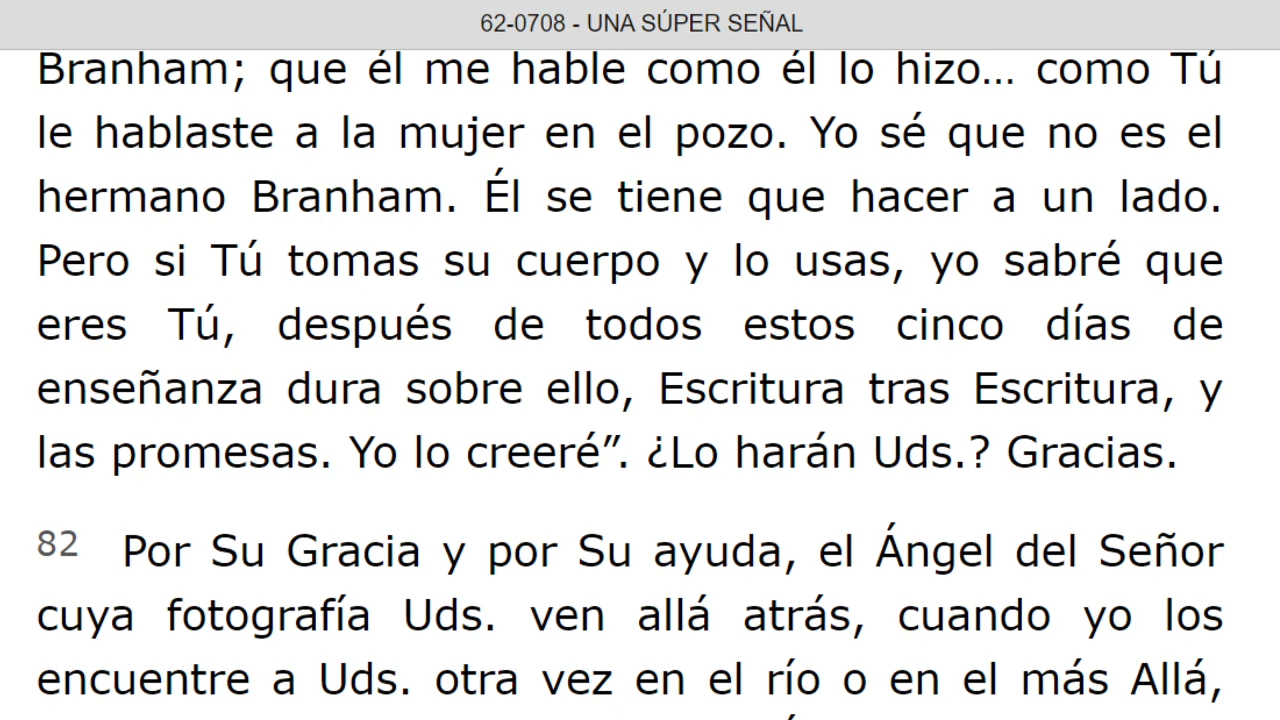 62-0708 - UNA SÚPER SEÑAL
Branham; que él me hable como él lo hizo… como Tú
le hablaste a la mujer en el pozo. Yo sé que no es el
hermano Branham. Él se tiene que hacer a un lado.
Pero si Tú tomas su cuerpo y lo usas, yo sabré que
eres Tú, después de todos estos cinco días de
enseñanza dura sobre ello, Escritura tras Escritura, y
las promesas. Yo lo creeré”. ¿Lo harán Uds.? Gracias.
82 Por Su Gracia y por Su ayuda, el Ángel del Señor
cuya fotografía Uds. ven allá atrás, cuando yo los
encuentre a Uds. otra vez en el río o en el más Allá,